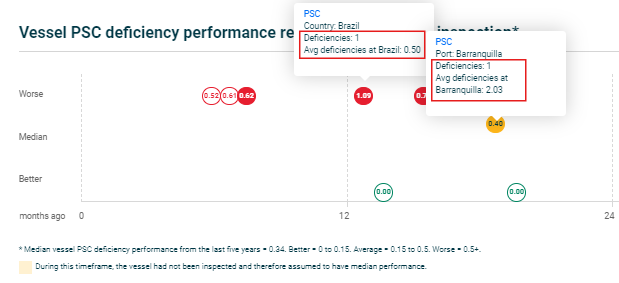 Vessel PSC deficiency performance inspection*
PSC
Country: Brazil
Deficiencies: 1
Avg deficiencies at Brazil: 0.50
PSC
Port: Barranquilla
Deficiencies: 1
Avg deficiencies at
Barranquilla: 2.03
Worse
0.52 0.61 0.62 1.09
Median
0.40
Better
0.00 0.00
months ago 0 12 24
* Median vessel PSC deficiency performance from the last five years = 0.34. Better = 0 to 0.15. Average = 0.15 to 0.5. Worse = 0.5+.
During this timeframe, the vessel had not been inspected and therefore assumed to have median performance.